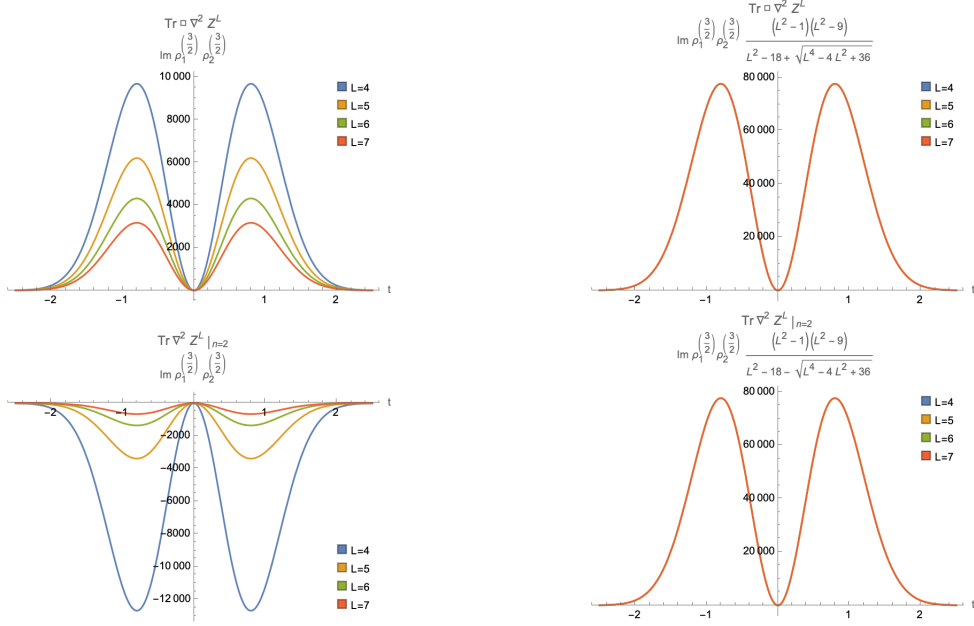 Tr □ ∇² Z^L
Im ρ₁^(3/2) ρ₂^(3/2)
10 000
8000
6000
4000
2000
-2
-1
1
2
t
L=4
L=5
L=6
L=7
Tr □ ∇² Z^L
Im ρ₁^(3/2) ρ₂^(3/2) (L² - 1) (L² - 9) / (L² - 18 + √(L⁴ - 4 L² + 36))
80 000
60 000
40 000
20 000
-2
-1
1
2
t
L=4
L=5
L=6
L=7
Tr ∇² Z^L |n=2
Im ρ₁^(3/2) ρ₂^(3/2)
-2
-1
1
2
t
-2000
-4000
-6000
-8000
-10 000
-12 000
L=4
L=5
L=6
L=7
Tr ∇² Z^L |n=2
Im ρ₁^(3/2) ρ₂^(3/2) (L² - 1) (L² - 9) / (L² - 18 - √(L⁴ - 4 L² + 36))
80 000
60 000
40 000
20 000
-2
-1
1
2
t
L=4
L=5
L=6
L=7